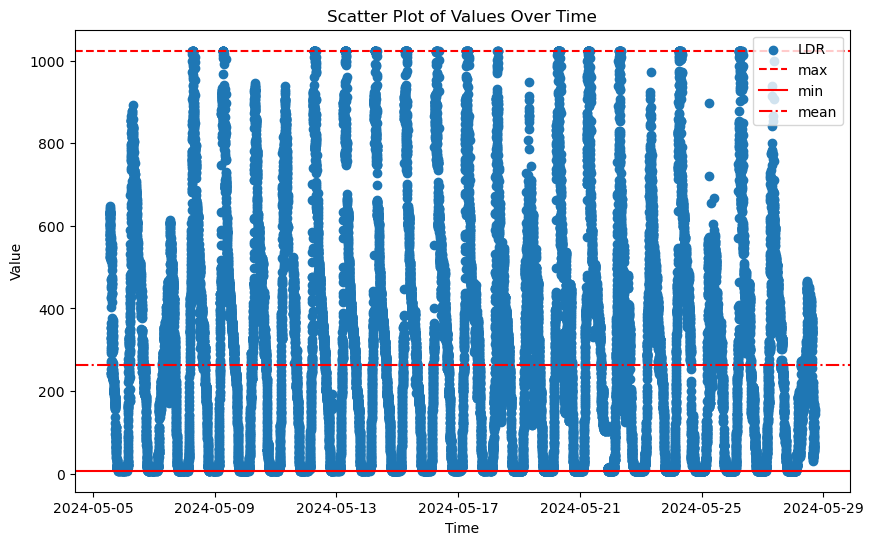 Scatter Plot of Values Over Time
1000
800
600
400
200
0
Value
LDR
max
min
mean
2024-05-05 2024-05-09 2024-05-13 2024-05-17 2024-05-21 2024-05-25 2024-05-29
Time